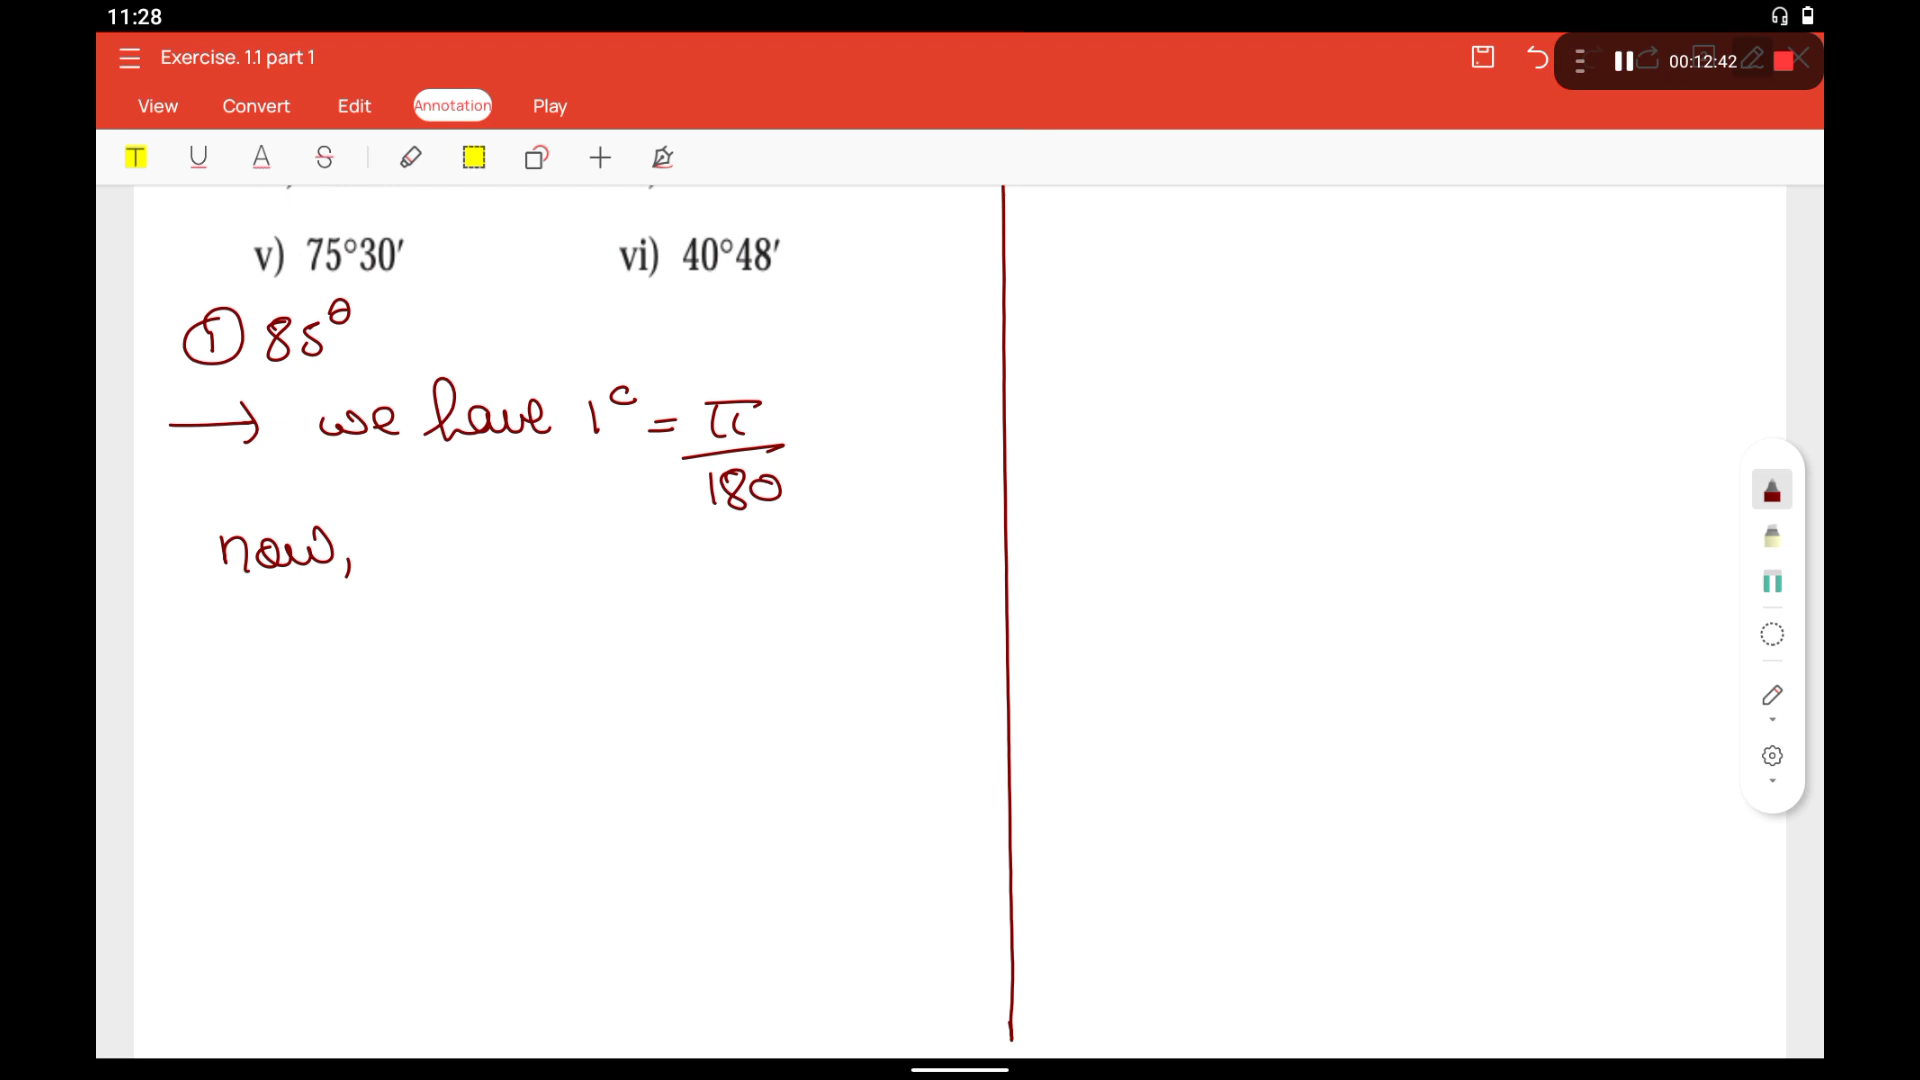 11:28
Exercise. 1.1 part 1
00:12:42
View Convert Edit Annotation Play
T U A S
v) 75°30′ vi) 40°48′
① 85°
→ we have 1ᶜ = π
180
now,